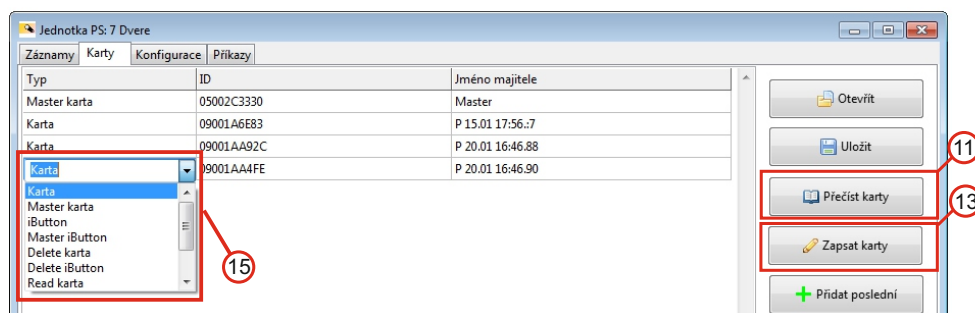 Jednotka PS: 7 Dvere
Záznamy Karty Konfigurace Příkazy
Typ ID Jméno majitele
Master karta 05002C3330 Master
Karta 09001A6E83 P 15.01 17:56.:7
Karta 09001AA92C P 20.01 16:46.88
Karta 09001AA4FE P 20.01 16:46.90
Karta
Master karta
iButton
Master iButton
Delete karta
Delete iButton
Read karta
15
Otevřít
Uložit
11
Přečíst karty
13
Zapsat karty
Přidat poslední